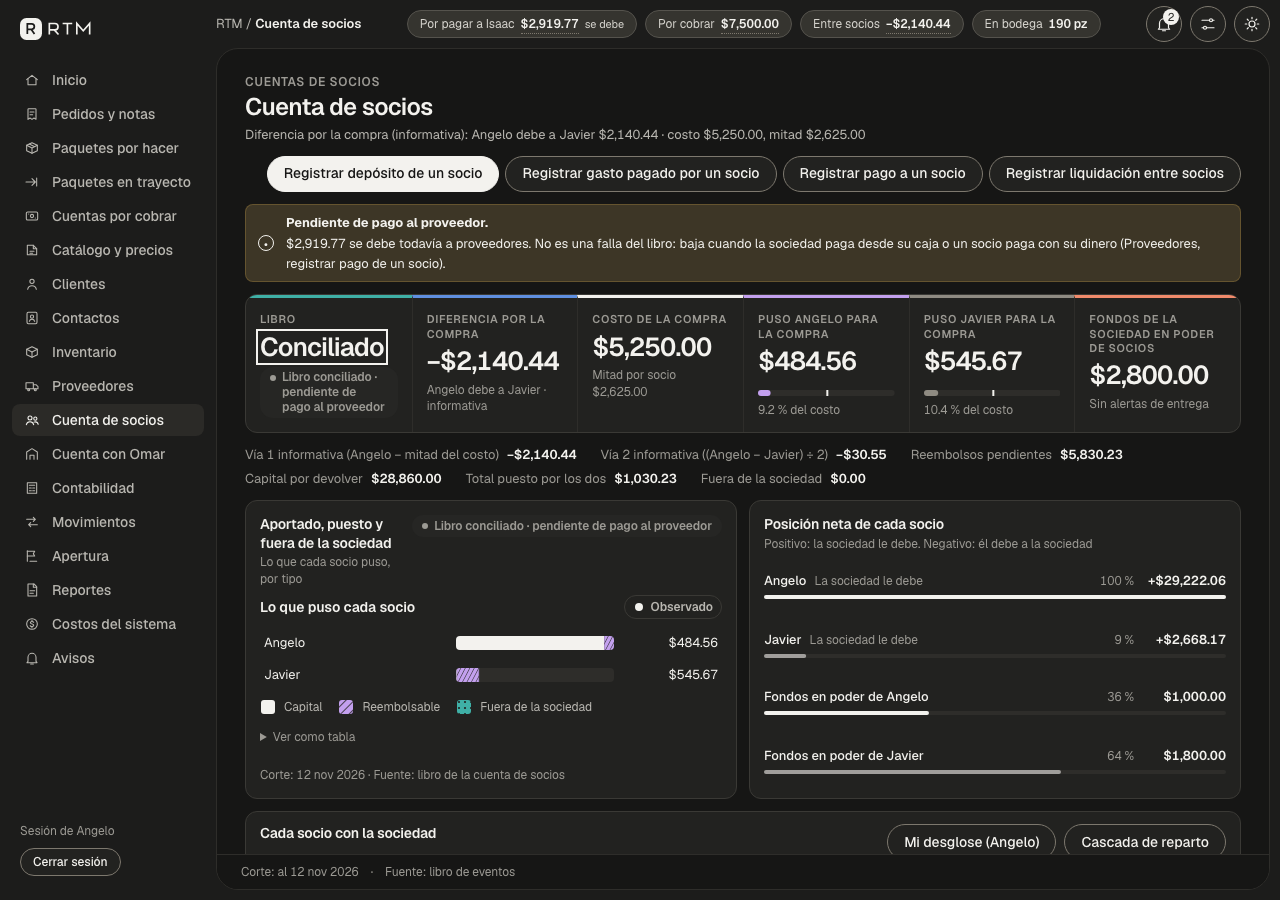 R RTM
RTM / Cuenta de socios
Por pagar a Isaac $2,919.77 se debe
Por cobrar $7,500.00
Entre socios −$2,140.44
En bodega 190 pz
2
Inicio
Pedidos y notas
Paquetes por hacer
Paquetes en trayecto
Cuentas por cobrar
Catálogo y precios
Clientes
Contactos
Inventario
Proveedores
Cuenta de socios
Cuenta con Omar
Contabilidad
Movimientos
Apertura
Reportes
Costos del sistema
Avisos
Sesión de Angelo
Cerrar sesión
CUENTAS DE SOCIOS
Cuenta de socios
Diferencia por la compra (informativa): Angelo debe a Javier $2,140.44 · costo $5,250.00, mitad $2,625.00
Registrar depósito de un socio
Registrar gasto pagado por un socio
Registrar pago a un socio
Registrar liquidación entre socios
Pendiente de pago al proveedor.
$2,919.77 se debe todavía a proveedores. No es una falla del libro: baja cuando la sociedad paga desde su caja o un socio paga con su dinero (Proveedores,
registrar pago de un socio).
LIBRO
Conciliado
Libro conciliado ·
pendiente de
pago al proveedor
DIFERENCIA POR LA
COMPRA
−$2,140.44
Angelo debe a Javier ·
informativa
COSTO DE LA COMPRA
$5,250.00
Mitad por socio
$2,625.00
PUSO ANGELO PARA
LA COMPRA
$484.56
9.2 % del costo
PUSO JAVIER PARA LA
COMPRA
$545.67
10.4 % del costo
FONDOS DE LA
SOCIEDAD EN PODER
DE SOCIOS
$2,800.00
Sin alertas de entrega
Vía 1 informativa (Angelo − mitad del costo) −$2,140.44
Vía 2 informativa ((Angelo − Javier) ÷ 2) −$30.55
Reembolsos pendientes $5,830.23
Capital por devolver $28,860.00
Total puesto por los dos $1,030.23
Fuera de la sociedad $0.00
Aportado, puesto y
fuera de la sociedad
Lo que cada socio puso,
por tipo
Libro conciliado · pendiente de pago al proveedor
Lo que puso cada socio
Observado
Angelo $484.56
Javier $545.67
Capital
Reembolsable
Fuera de la sociedad
Ver como tabla
Corte: 12 nov 2026 · Fuente: libro de la cuenta de socios
Posición neta de cada socio
Positivo: la sociedad le debe. Negativo: él debe a la sociedad
Angelo La sociedad le debe 100 % +$29,222.06
Javier La sociedad le debe 9 % +$2,668.17
Fondos en poder de Angelo 36 % $1,000.00
Fondos en poder de Javier 64 % $1,800.00
Cada socio con la sociedad
Mi desglose (Angelo)
Cascada de reparto
Corte: al 12 nov 2026 · Fuente: libro de eventos